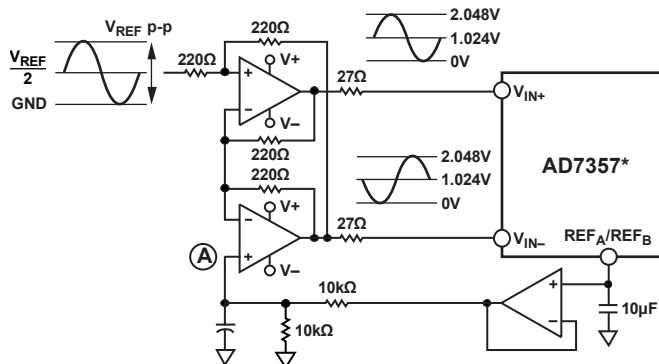 V_REF p-p
V_REF
2
GND
220Ω
220Ω
V+
V–
220Ω
220Ω
V+
V–
A
27Ω
27Ω
2.048V
1.024V
0V
2.048V
1.024V
0V
V_IN+
AD7357*
V_IN–
REF_A/REF_B
10kΩ
10kΩ
10µF
+
–
–
+
+
–